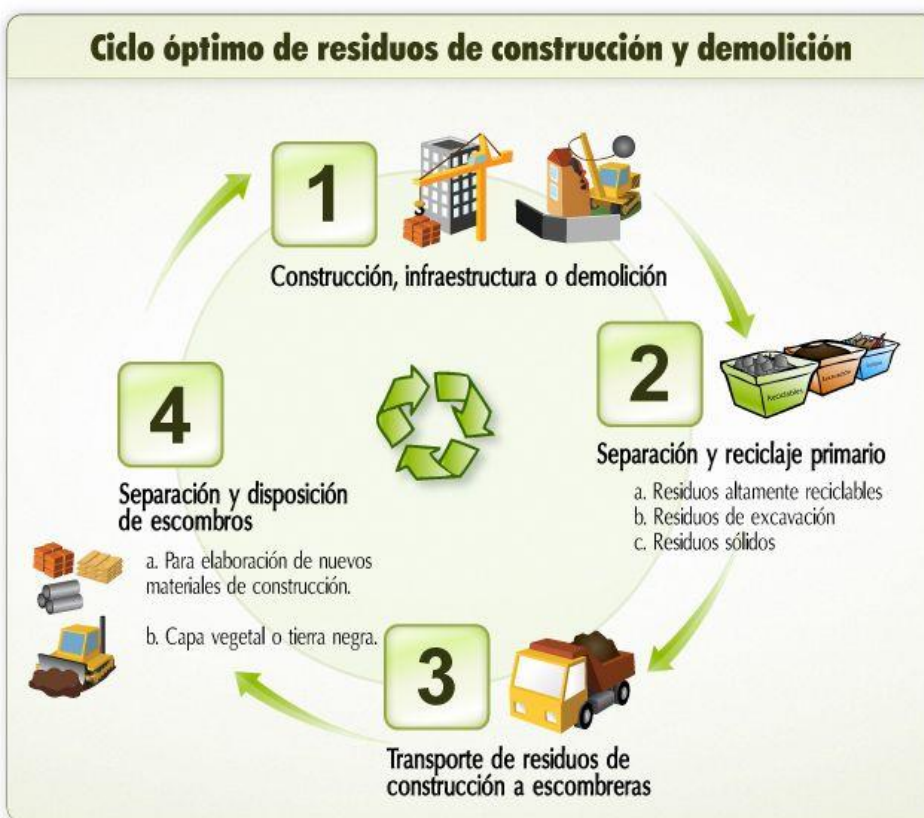 Ciclo óptimo de residuos de construcción y demolición
1
Construcción, infraestructura o demolición
2
Reciclables
Excavación
Separación y reciclaje primario
a. Residuos altamente reciclables
b. Residuos de excavación
c. Residuos sólidos
3
Transporte de residuos de
construcción a escombreras
4
Separación y disposición
de escombros
a. Para elaboración de nuevos
materiales de construcción.
b. Capa vegetal o tierra negra.